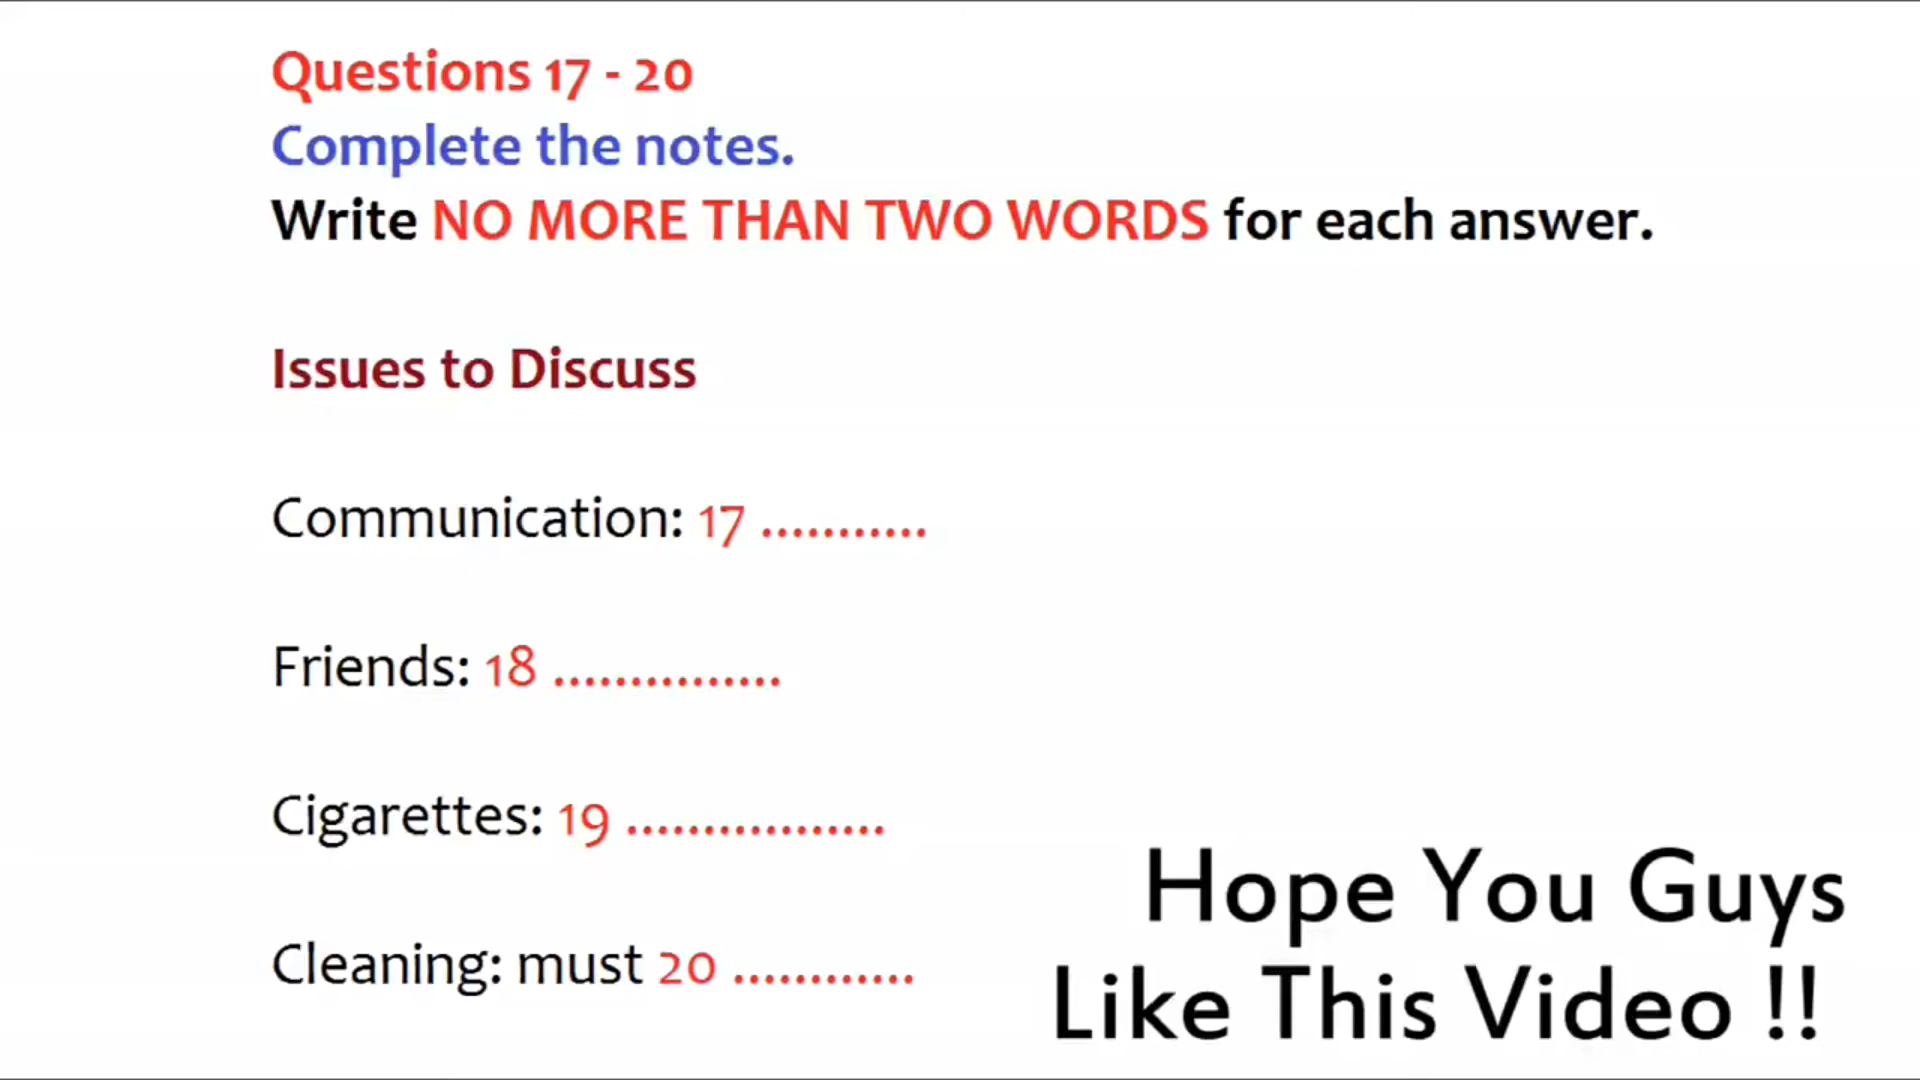 Questions 17 - 20
Complete the notes.
Write NO MORE THAN TWO WORDS for each answer.
Issues to Discuss
Communication: 17 ...........
Friends: 18 ...............
Cigarettes: 19 .................
Cleaning: must 20 ............
Hope You Guys
Like This Video !!